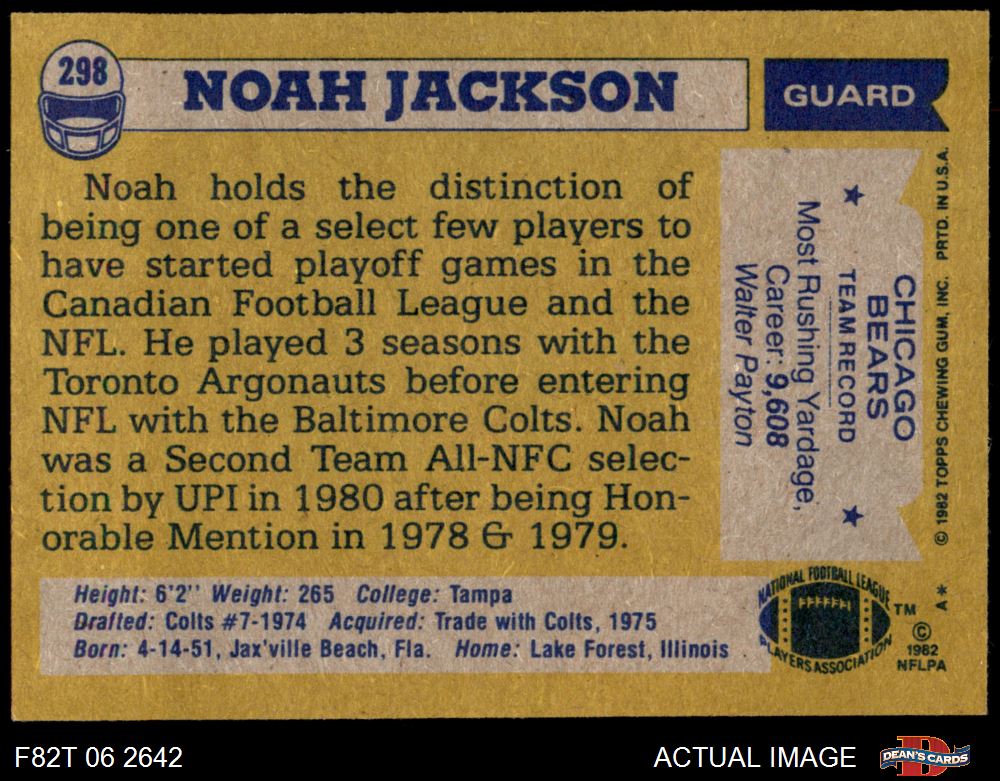 298
NOAH JACKSON
GUARD
Noah holds the distinction of
being one of a select few players to
have started playoff games in the
Canadian Football League and the
NFL. He played 3 seasons with the
Toronto Argonauts before entering
NFL with the Baltimore Colts. Noah
was a Second Team All-NFC selec-
tion by UPI in 1980 after being Hon-
orable Mention in 1978 & 1979.
CHICAGO
BEARS
★ TEAM RECORD ★
Most Rushing Yardage,
Career: 9,608
Walter Payton
© 1982 TOPPS CHEWING GUM, INC. PRTD. IN U.S.A.
Height: 6'2" Weight: 265 College: Tampa
Drafted: Colts #7-1974 Acquired: Trade with Colts, 1975
Born: 4-14-51, Jax'ville Beach, Fla. Home: Lake Forest, Illinois
NATIONAL FOOTBALL LEAGUE
PLAYERS ASSOCIATION
TM
A*
©
1982
NFLPA
F82T 06 2642
ACTUAL IMAGE
D
DEAN'S CARDS